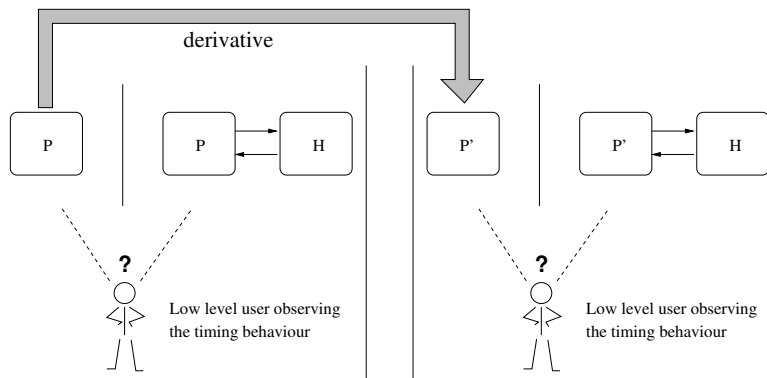 derivative
P
P
H
P'
P'
H
?
?
Low level user observing
the timing behaviour
Low level user observing
the timing behaviour